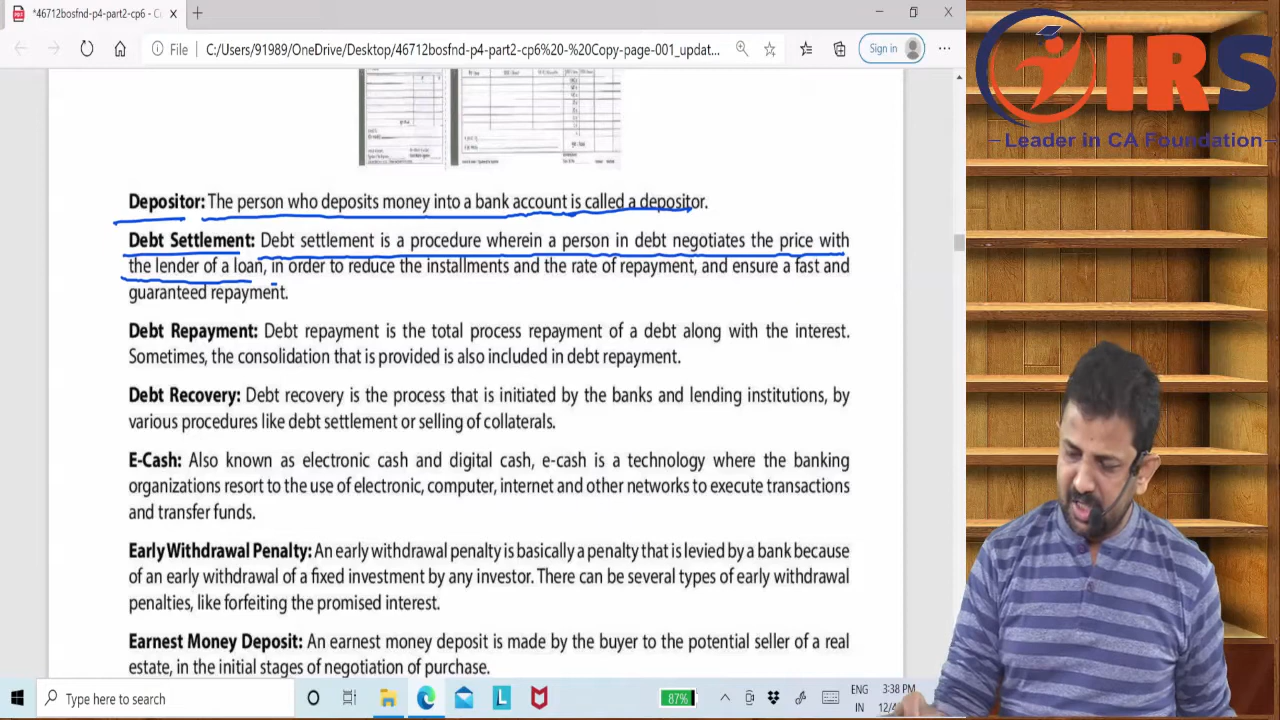 *46712bosfnd-p4-part2-cp6 - C
File
C:/Users/91989/OneDrive/Desktop/46712bosfnd-p4-part2-cp6%20-%20Copy-page-001_updat...
Sign in
IRS
Leader in CA Foundation
Depositor: The person who deposits money into a bank account is called a depositor.
Debt Settlement: Debt settlement is a procedure wherein a person in debt negotiates the price with
the lender of a loan, in order to reduce the installments and the rate of repayment, and ensure a fast and
guaranteed repayment.
Debt Repayment: Debt repayment is the total process repayment of a debt along with the interest.
Sometimes, the consolidation that is provided is also included in debt repayment.
Debt Recovery: Debt recovery is the process that is initiated by the banks and lending institutions, by
various procedures like debt settlement or selling of collaterals.
E-Cash: Also known as electronic cash and digital cash, e-cash is a technology where the banking
organizations resort to the use of electronic, computer, internet and other networks to execute transactions
and transfer funds.
Early Withdrawal Penalty: An early withdrawal penalty is basically a penalty that is levied by a bank because
of an early withdrawal of a fixed investment by any investor. There can be several types of early withdrawal
penalties, like forfeiting the promised interest.
Earnest Money Deposit: An earnest money deposit is made by the buyer to the potential seller of a real
estate, in the initial stages of negotiation of purchase.
Type here to search
L
87%
ENG
IN
3:38 PM